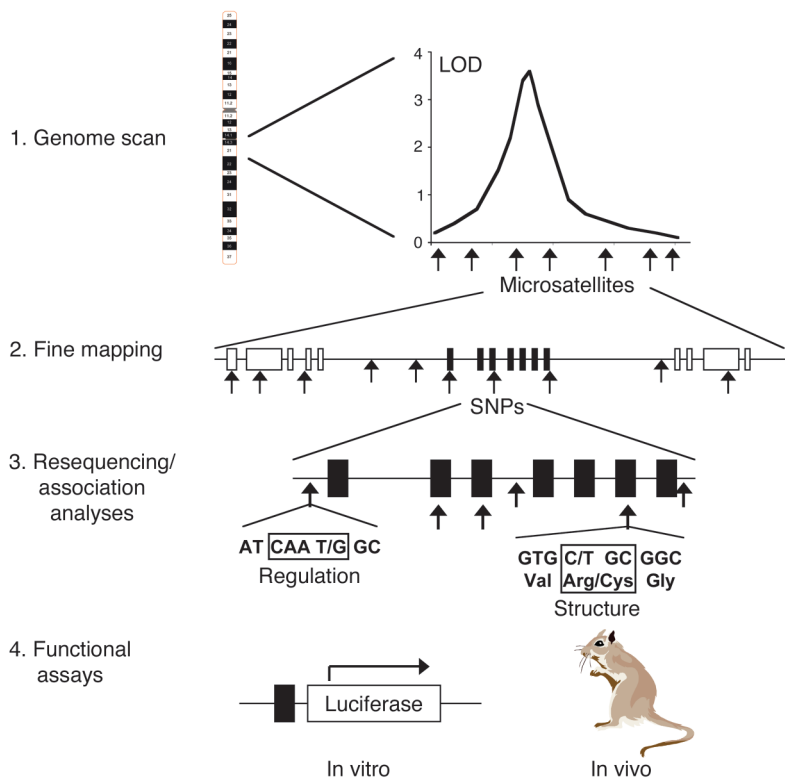 1. Genome scan
LOD
4
3
2
1
0
Microsatellites
2. Fine mapping
SNPs
3. Resequencing/
association
analyses
AT CAA T/G GC
Regulation
GTG C/T GC GGC
Val Arg/Cys Gly
Structure
4. Functional
assays
Luciferase
In vitro
In vivo